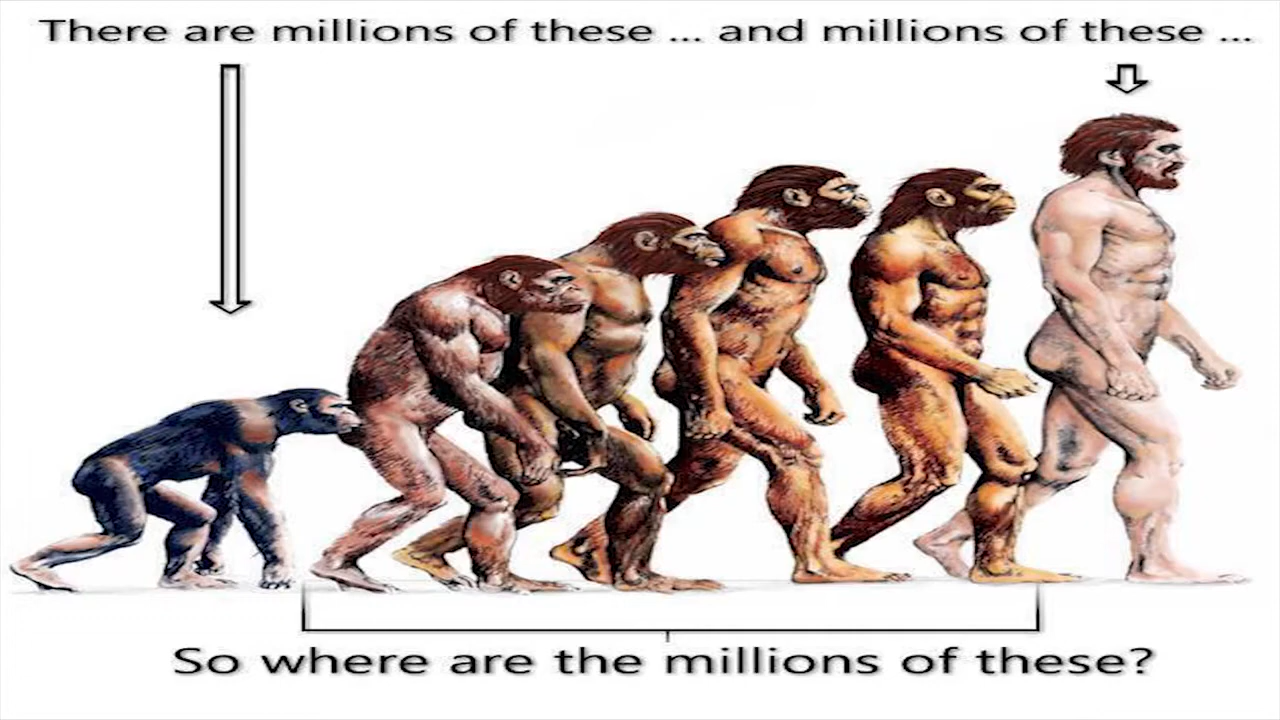 There are millions of these ... and millions of these ...
So where are the millions of these?